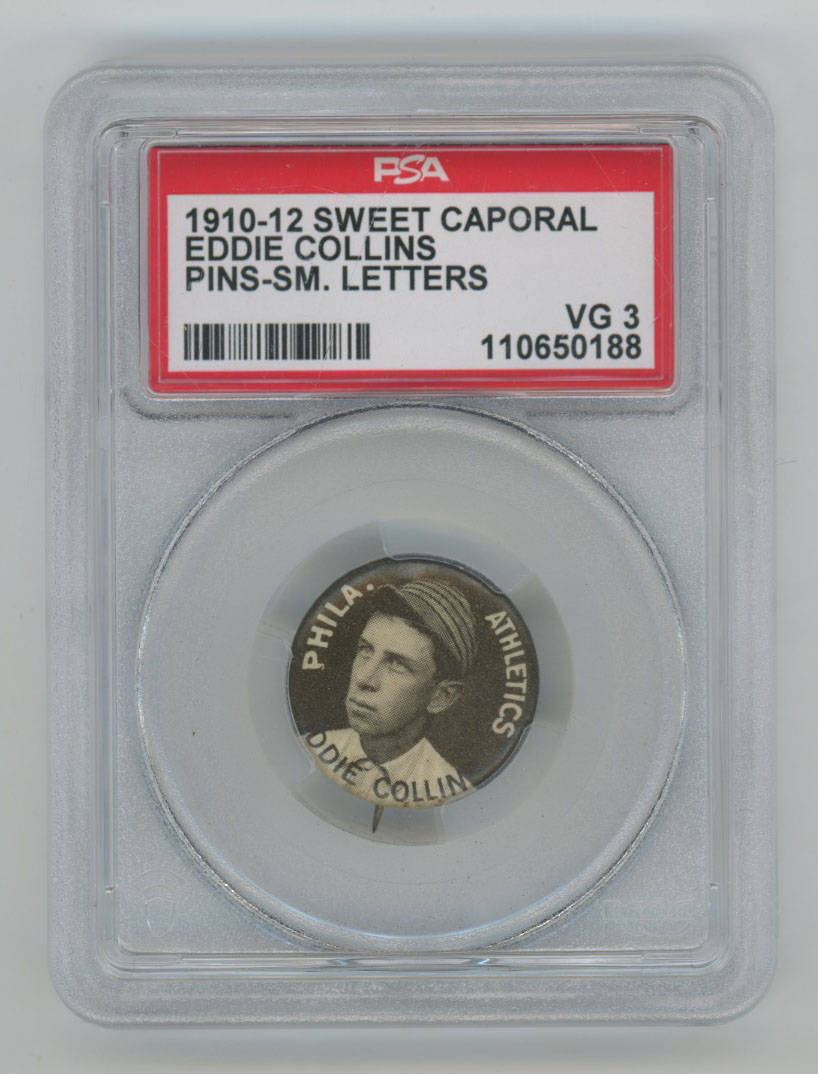 PSA
1910-12 SWEET CAPORAL
EDDIE COLLINS
PINS-SM. LETTERS
VG 3
110650188
PHILA.
ATHLETICS
DDIE COLLIN